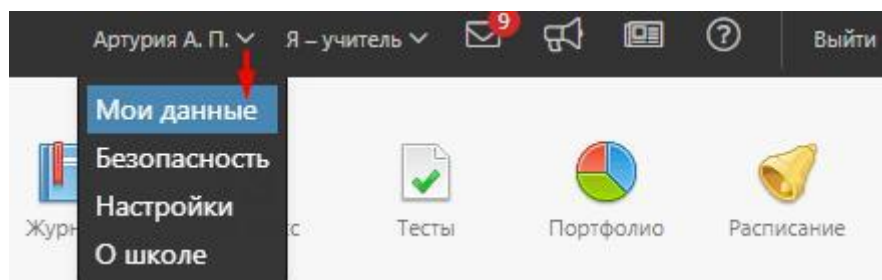 Артурия А. П. Я – учитель 9 Выйти
Мои данные
Безопасность
Настройки
О школе
Тесты Портфолио Расписание